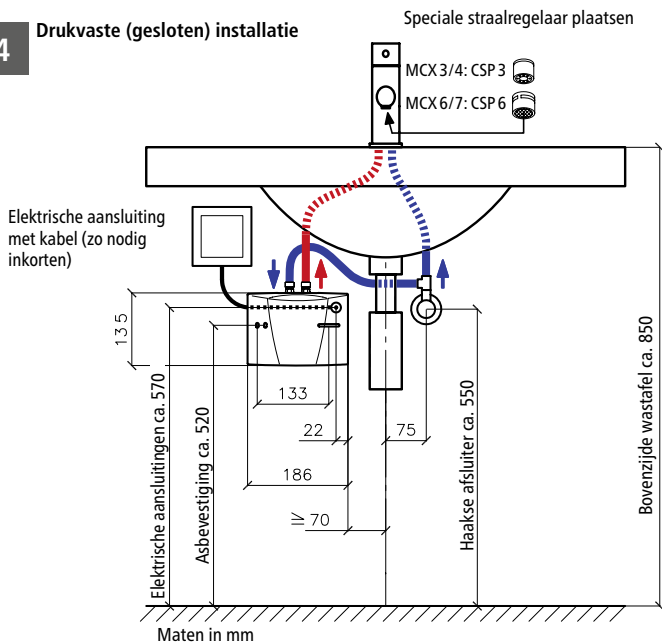 4
Drukvaste (gesloten) installatie
Speciale straalregelaar plaatsen
MCX 3/4: CSP 3
MCX 6/7: CSP 6
Elektrische aansluiting
met kabel (zo nodig
inkorten)
135
133
22
75
186
≧ 70
Elektrische aansluitingen ca. 570
Asbevestiging ca. 520
Haakse afsluiter ca. 550
Bovenzijde wastafel ca. 850
Maten in mm